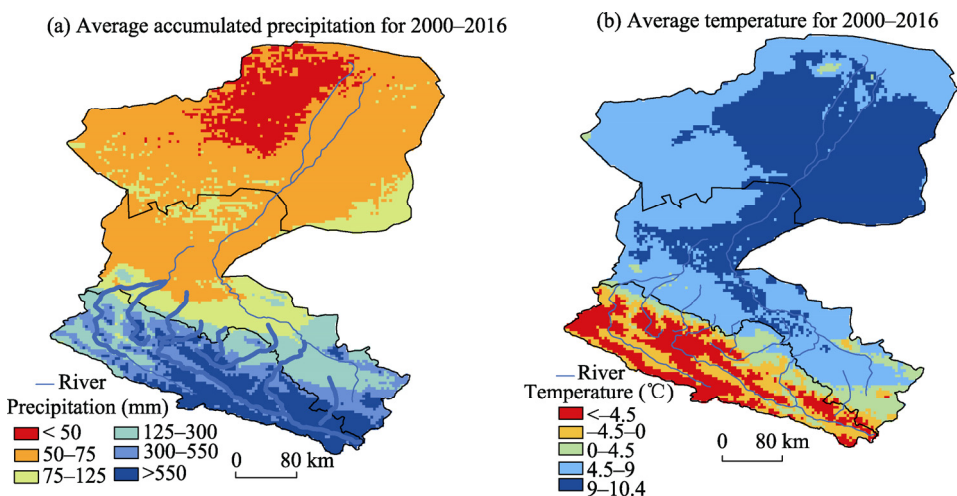 (a) Average accumulated precipitation for 2000–2016
(b) Average temperature for 2000–2016
River
Precipitation (mm)
< 50
50–75
75–125
125–300
300–550
>550
0 80 km
River
Temperature (℃)
<–4.5
–4.5–0
0–4.5
4.5–9
9–10.4
0 80 km